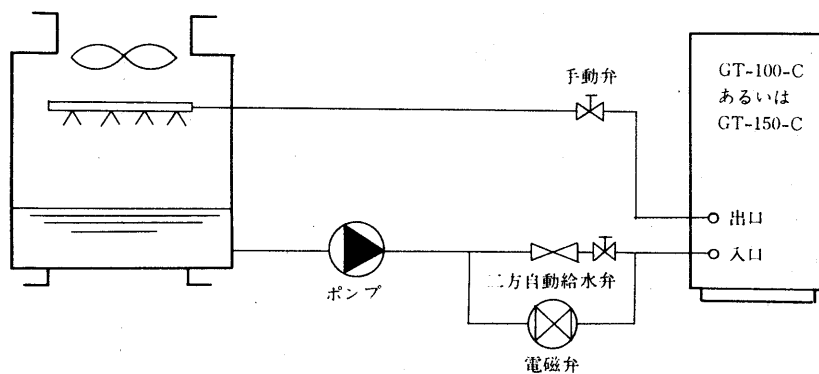 手動弁
GT-100-C
あるいは
GT-150-C
出口
入口
ポンプ
二方自動給水弁
電磁弁